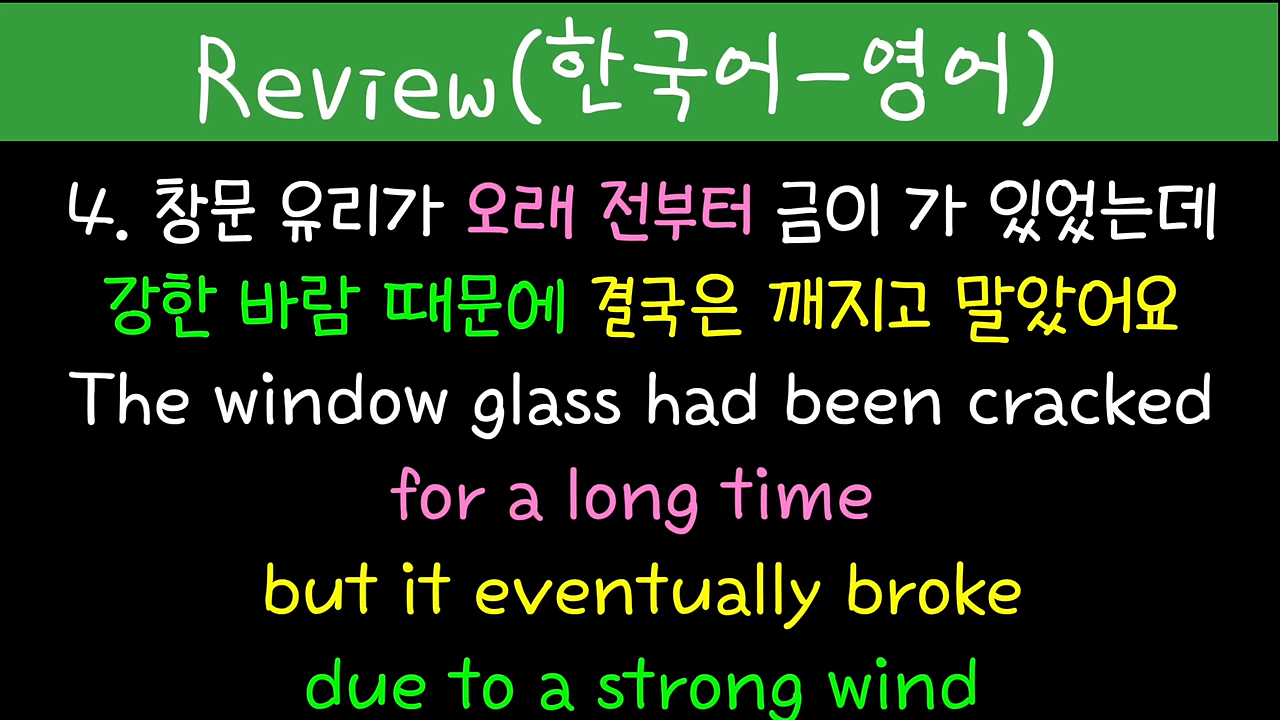 Review(한국어-영어)
4. 창문 유리가 오래 전부터 금이 가 있었는데
강한 바람 때문에 결국은 깨지고 말았어요
The window glass had been cracked
for a long time
but it eventually broke
due to a strong wind